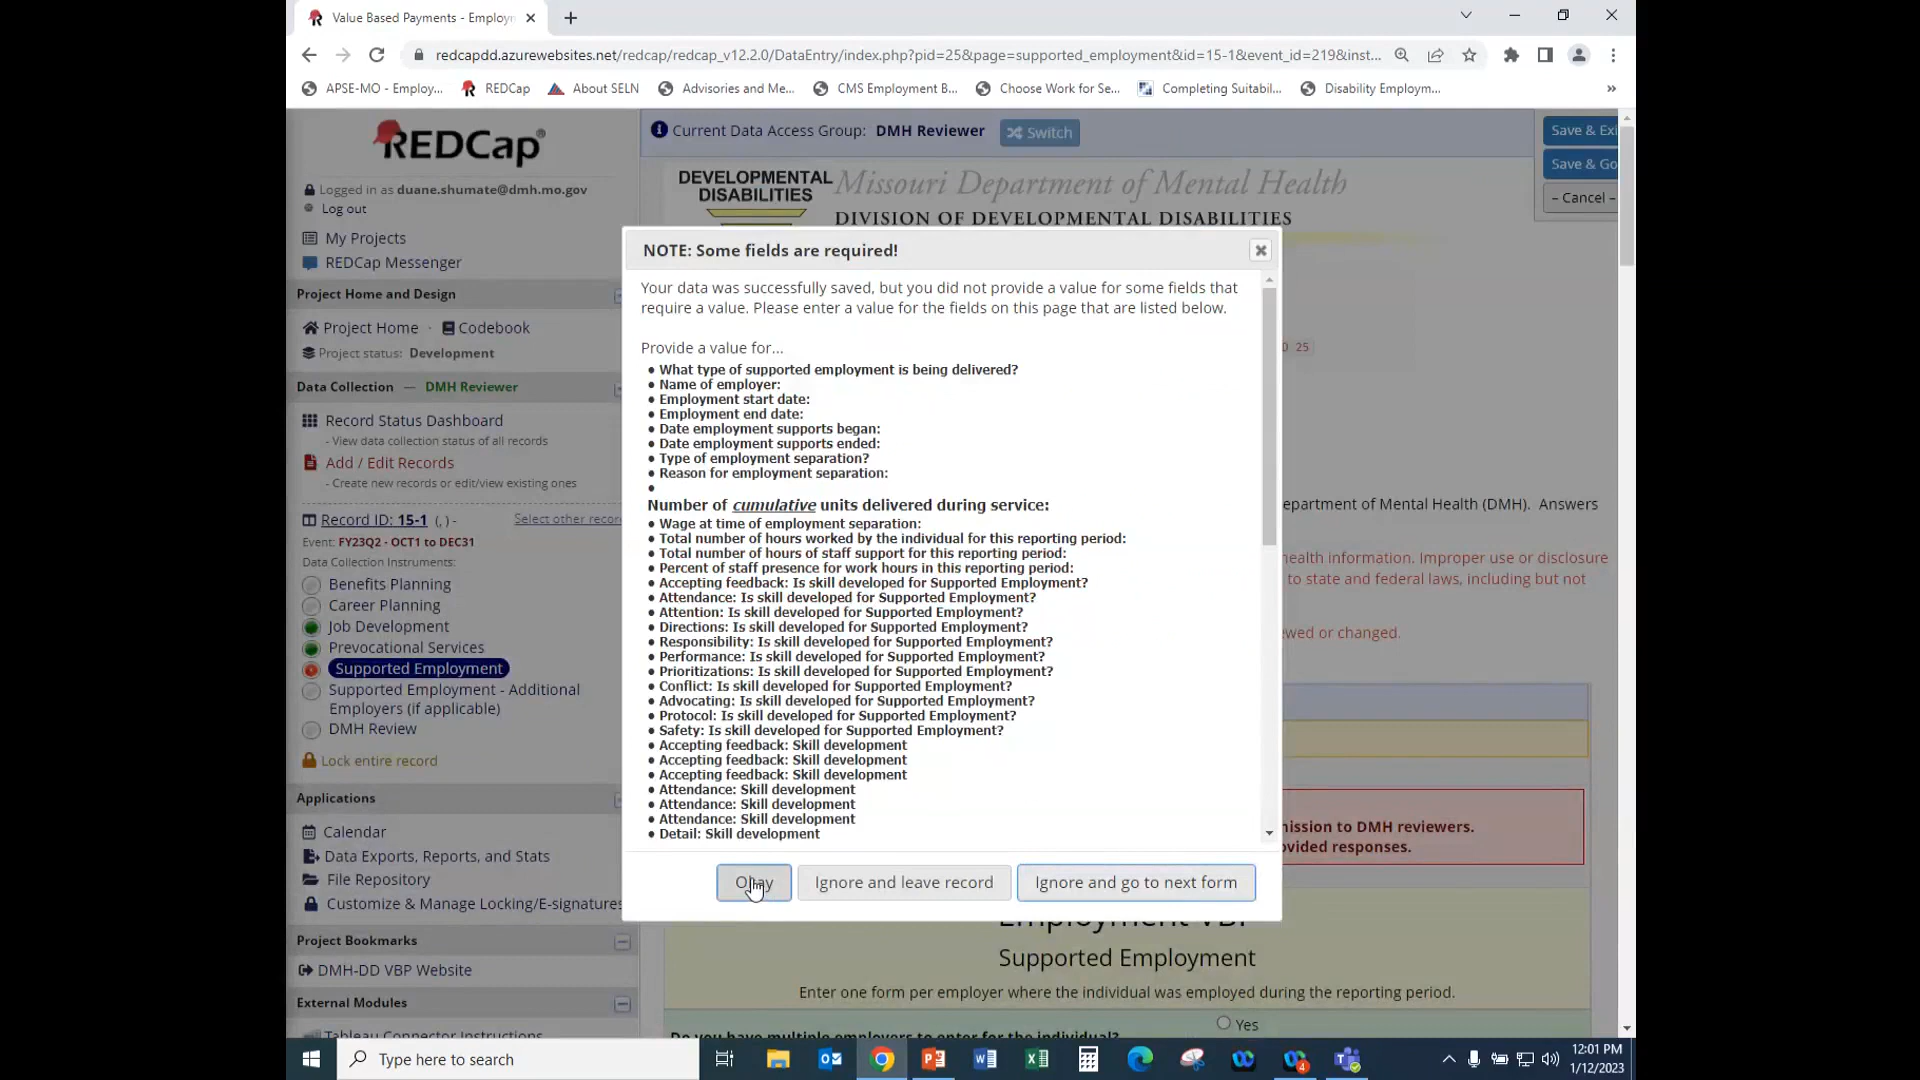 Value Based Payments - Employm
redcapdd.azurewebsites.net/redcap/redcap_v12.2.0/DataEntry/index.php?pid=25&page=supported_employment&id=15-1&event_id=219&inst...
APSE-MO - Employ... REDCap About SELN Advisories and Me... CMS Employment B... Choose Work for Se... Completing Suitabil... Disability Employm... »
REDCap®
Logged in as duane.shumate@dmh.mo.gov
Log out
My Projects
REDCap Messenger
Project Home and Design
Project Home · Codebook
Project status: Development
Data Collection — DMH Reviewer
Record Status Dashboard
- View data collection status of all records
Add / Edit Records
- Create new records or edit/view existing ones
Record ID: 15-1 (, ) - Select other record
Event: FY23Q2 - OCT1 to DEC31
Data Collection Instruments:
Benefits Planning
Career Planning
Job Development
Prevocational Services
Supported Employment
Supported Employment - Additional
Employers (if applicable)
DMH Review
Lock entire record
Applications
Calendar
Data Exports, Reports, and Stats
File Repository
Customize & Manage Locking/E-signatures
Project Bookmarks
DMH-DD VBP Website
External Modules
Tableau Connector Instructions
Current Data Access Group: DMH Reviewer Switch
Save & Exi
Save & Go
– Cancel –
DEVELOPMENTAL
DISABILITIES
Missouri Department of Mental Health
DIVISION OF DEVELOPMENTAL DISABILITIES
NOTE: Some fields are required!
Your data was successfully saved, but you did not provide a value for some fields that
require a value. Please enter a value for the fields on this page that are listed below.
Provide a value for...
• What type of supported employment is being delivered?
• Name of employer:
• Employment start date:
• Employment end date:
• Date employment supports began:
• Date employment supports ended:
• Type of employment separation?
• Reason for employment separation:
•
Number of cumulative units delivered during service:
• Wage at time of employment separation:
• Total number of hours worked by the individual for this reporting period:
• Total number of hours of staff support for this reporting period:
• Percent of staff presence for work hours in this reporting period:
• Accepting feedback: Is skill developed for Supported Employment?
• Attendance: Is skill developed for Supported Employment?
• Attention: Is skill developed for Supported Employment?
• Directions: Is skill developed for Supported Employment?
• Responsibility: Is skill developed for Supported Employment?
• Performance: Is skill developed for Supported Employment?
• Prioritizations: Is skill developed for Supported Employment?
• Conflict: Is skill developed for Supported Employment?
• Advocating: Is skill developed for Supported Employment?
• Protocol: Is skill developed for Supported Employment?
• Safety: Is skill developed for Supported Employment?
• Accepting feedback: Skill development
• Accepting feedback: Skill development
• Accepting feedback: Skill development
• Attendance: Skill development
• Attendance: Skill development
• Attendance: Skill development
• Detail: Skill development
Okay Ignore and leave record Ignore and go to next form
25
epartment of Mental Health (DMH). Answers
ealth information. Improper use or disclosure
to state and federal laws, including but not
ewed or changed.
ission to DMH reviewers.
vided responses.
Employment VBP
Supported Employment
Enter one form per employer where the individual was employed during the reporting period.
Do you have multiple employers to enter for the individual?
Yes
Type here to search
4
12:01 PM
1/12/2023